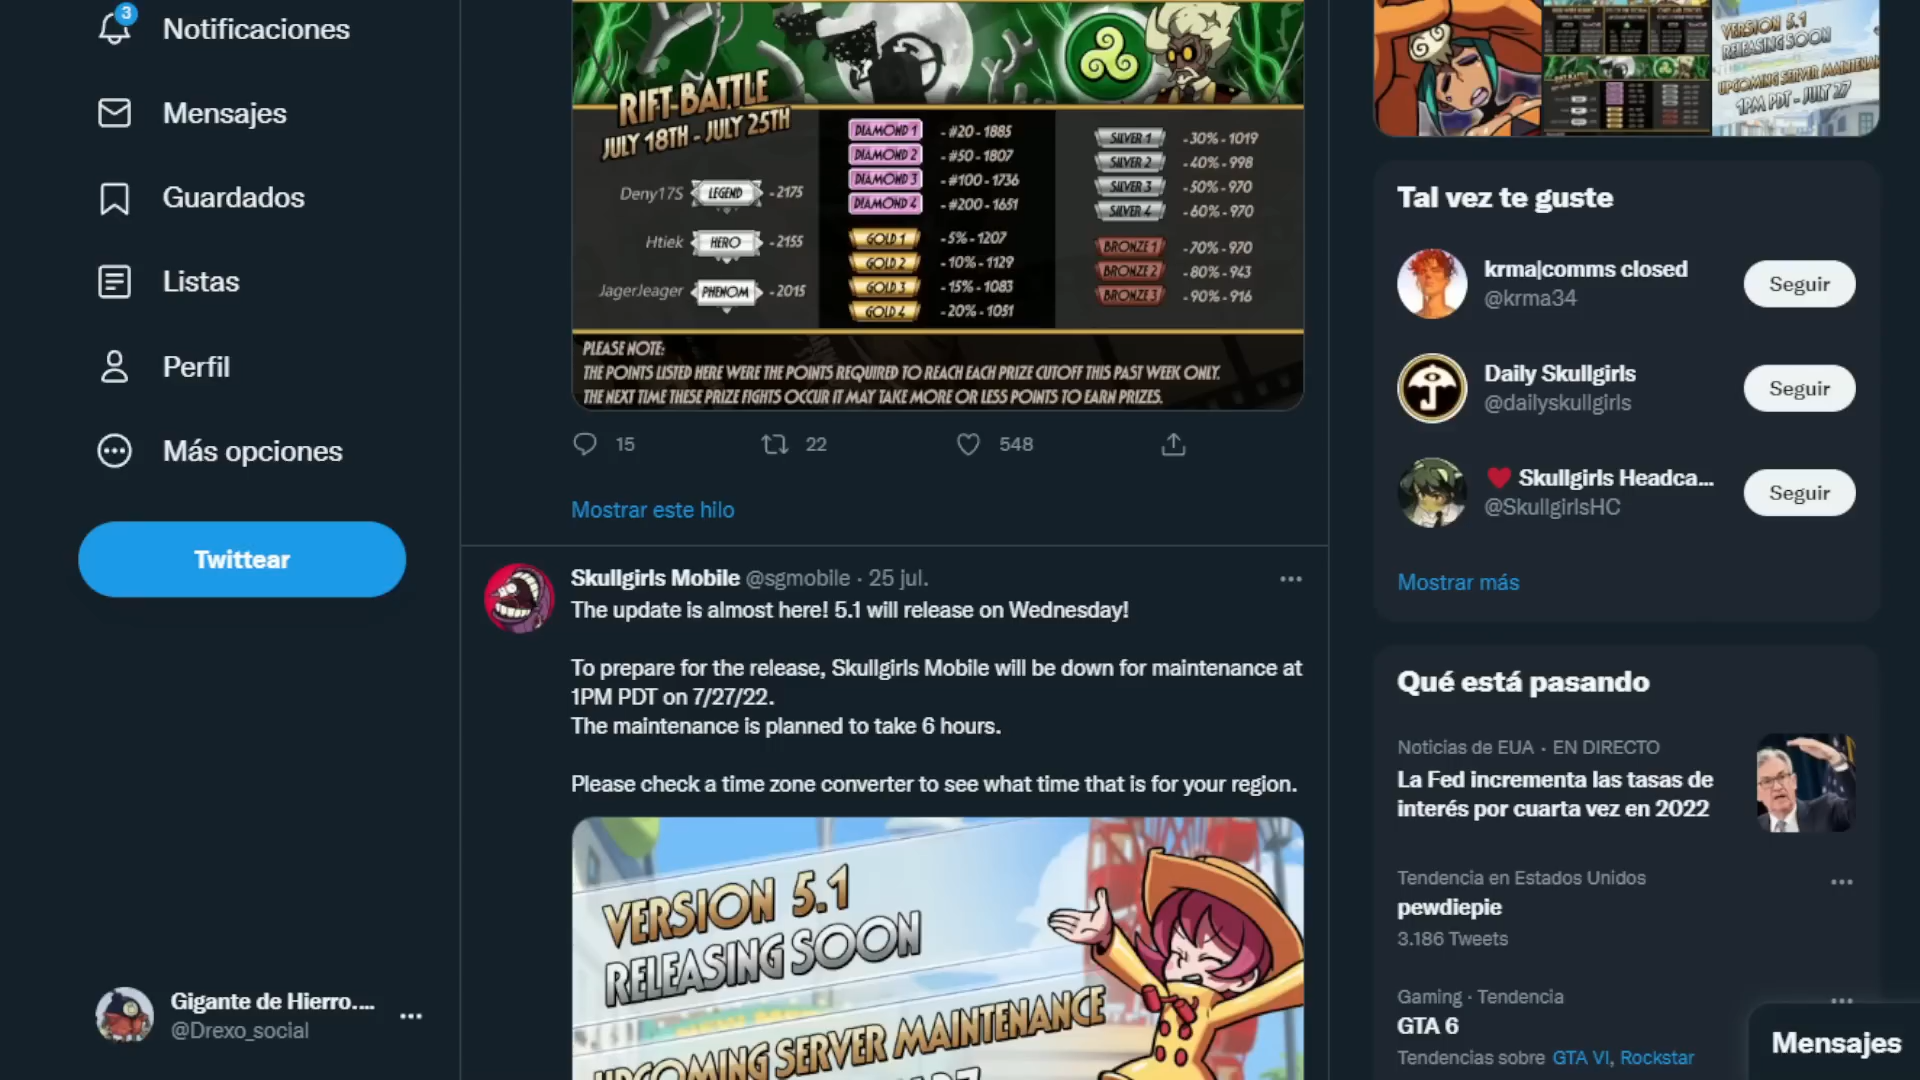 3
Notificaciones
Mensajes
Guardados
Listas
Perfil
Más opciones
Twittear
Gigante de Hierro....
@Drexo_social
RIFT-BATTLE
JULY 18TH - JULY 25TH
Deny17S LEGEND - 2175
Htiek HERO - 2155
JagerJeager PHENOM - 2015
DIAMOND 1 - #20 - 1885
DIAMOND 2 - #50 - 1807
DIAMOND 3 - #100 - 1736
DIAMOND 4 - #200 - 1651
GOLD 1 - 5% - 1207
GOLD 2 - 10% - 1129
GOLD 3 - 15% - 1083
GOLD 4 - 20% - 1051
SILVER 1 - 30% - 1019
SILVER 2 - 40% - 998
SILVER 3 - 50% - 970
SILVER 4 - 60% - 970
BRONZE 1 - 70% - 970
BRONZE 2 - 80% - 943
BRONZE 3 - 90% - 916
PLEASE NOTE:
THE POINTS LISTED HERE WERE THE POINTS REQUIRED TO REACH EACH PRIZE CUTOFF THIS PAST WEEK ONLY.
THE NEXT TIME THESE PRIZE FIGHTS OCCUR IT MAY TAKE MORE OR LESS POINTS TO EARN PRIZES.
15 22 548
Mostrar este hilo
Skullgirls Mobile @sgmobile · 25 jul.
The update is almost here! 5.1 will release on Wednesday!
To prepare for the release, Skullgirls Mobile will be down for maintenance at
1PM PDT on 7/27/22.
The maintenance is planned to take 6 hours.
Please check a time zone converter to see what time that is for your region.
VERSION 5.1
RELEASING SOON
UPCOMING SERVER MAINTENANCE
VERSION 5.1
RELEASING SOON
UPCOMING SERVER MAINTENAN
1PM PDT - JULY 27
Tal vez te guste
krma|comms closed
@krma34
Seguir
Daily Skullgirls
@dailyskullgirls
Seguir
Skullgirls Headca...
@SkullgirlsHC
Seguir
Mostrar más
Qué está pasando
Noticias de EUA · EN DIRECTO
La Fed incrementa las tasas de
interés por cuarta vez en 2022
Tendencia en Estados Unidos
pewdiepie
3.186 Tweets
Gaming · Tendencia
GTA 6
Tendencias sobre GTA VI, Rockstar
Mensajes